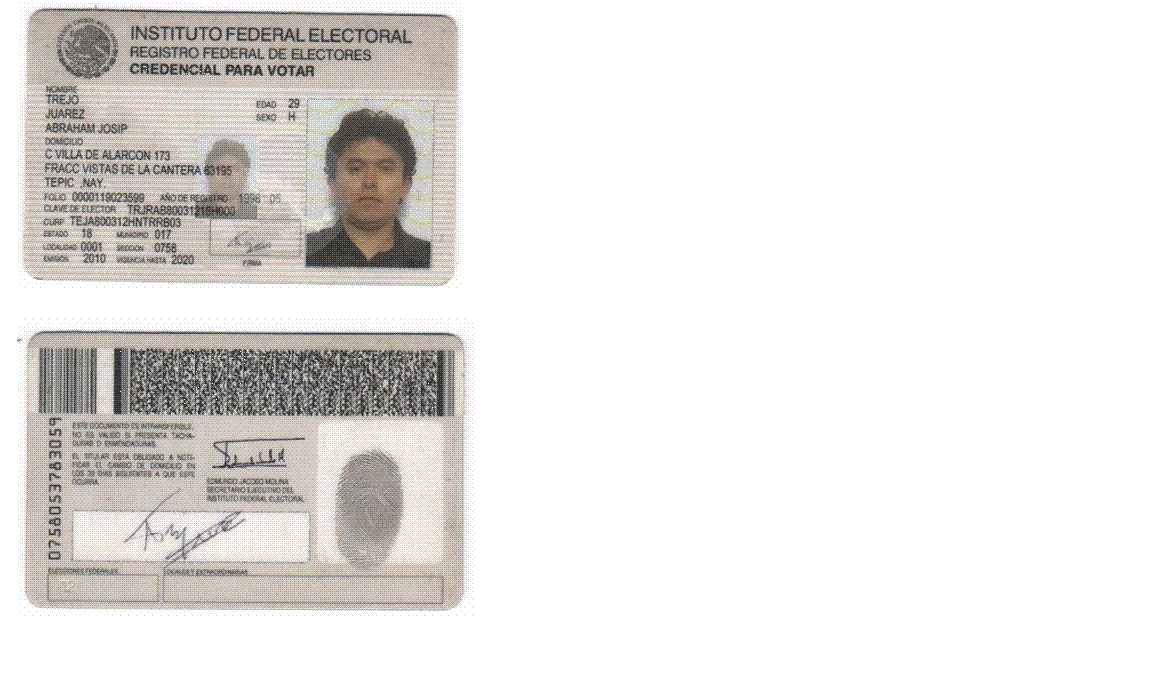 INSTITUTO FEDERAL ELECTORAL
REGISTRO FEDERAL DE ELECTORES
CREDENCIAL PARA VOTAR
NOMBRE
TREJO
JUAREZ
ABRAHAM JOSIP
EDAD 29
SEXO H
DOMICILIO
C VILLA DE ALARCON 173
FRACC VISTAS DE LA CANTERA 63195
TEPIC ,NAY.
FOLIO 0000119023599 AÑO DE REGISTRO 1998 05
CLAVE DE ELECTOR TRJRAB80031218H000
CURP TEJA800312HNTRRB03
ESTADO 18 MUNICIPIO 017
LOCALIDAD 0001 SECCION 0758
EMISIÓN 2010 VIGENCIA HASTA 2020
FIRMA
0758053783059
ESTE DOCUMENTO ES INTRANSFERIBLE.
NO ES VALIDO SI PRESENTA TACHA-
DURAS O ENMENDADURAS.
EL TITULAR ESTA OBLIGADO A NOTI-
FICAR EL CAMBIO DE DOMICILIO EN
LOS 30 DIAS SIGUIENTES A QUE ESTE
OCURRA.
EDMUNDO JACOBO MOLINA
SECRETARIO EJECUTIVO DEL
INSTITUTO FEDERAL ELECTORAL
ELECCIONES FEDERALES
LOCALES Y EXTRAORDINARIAS